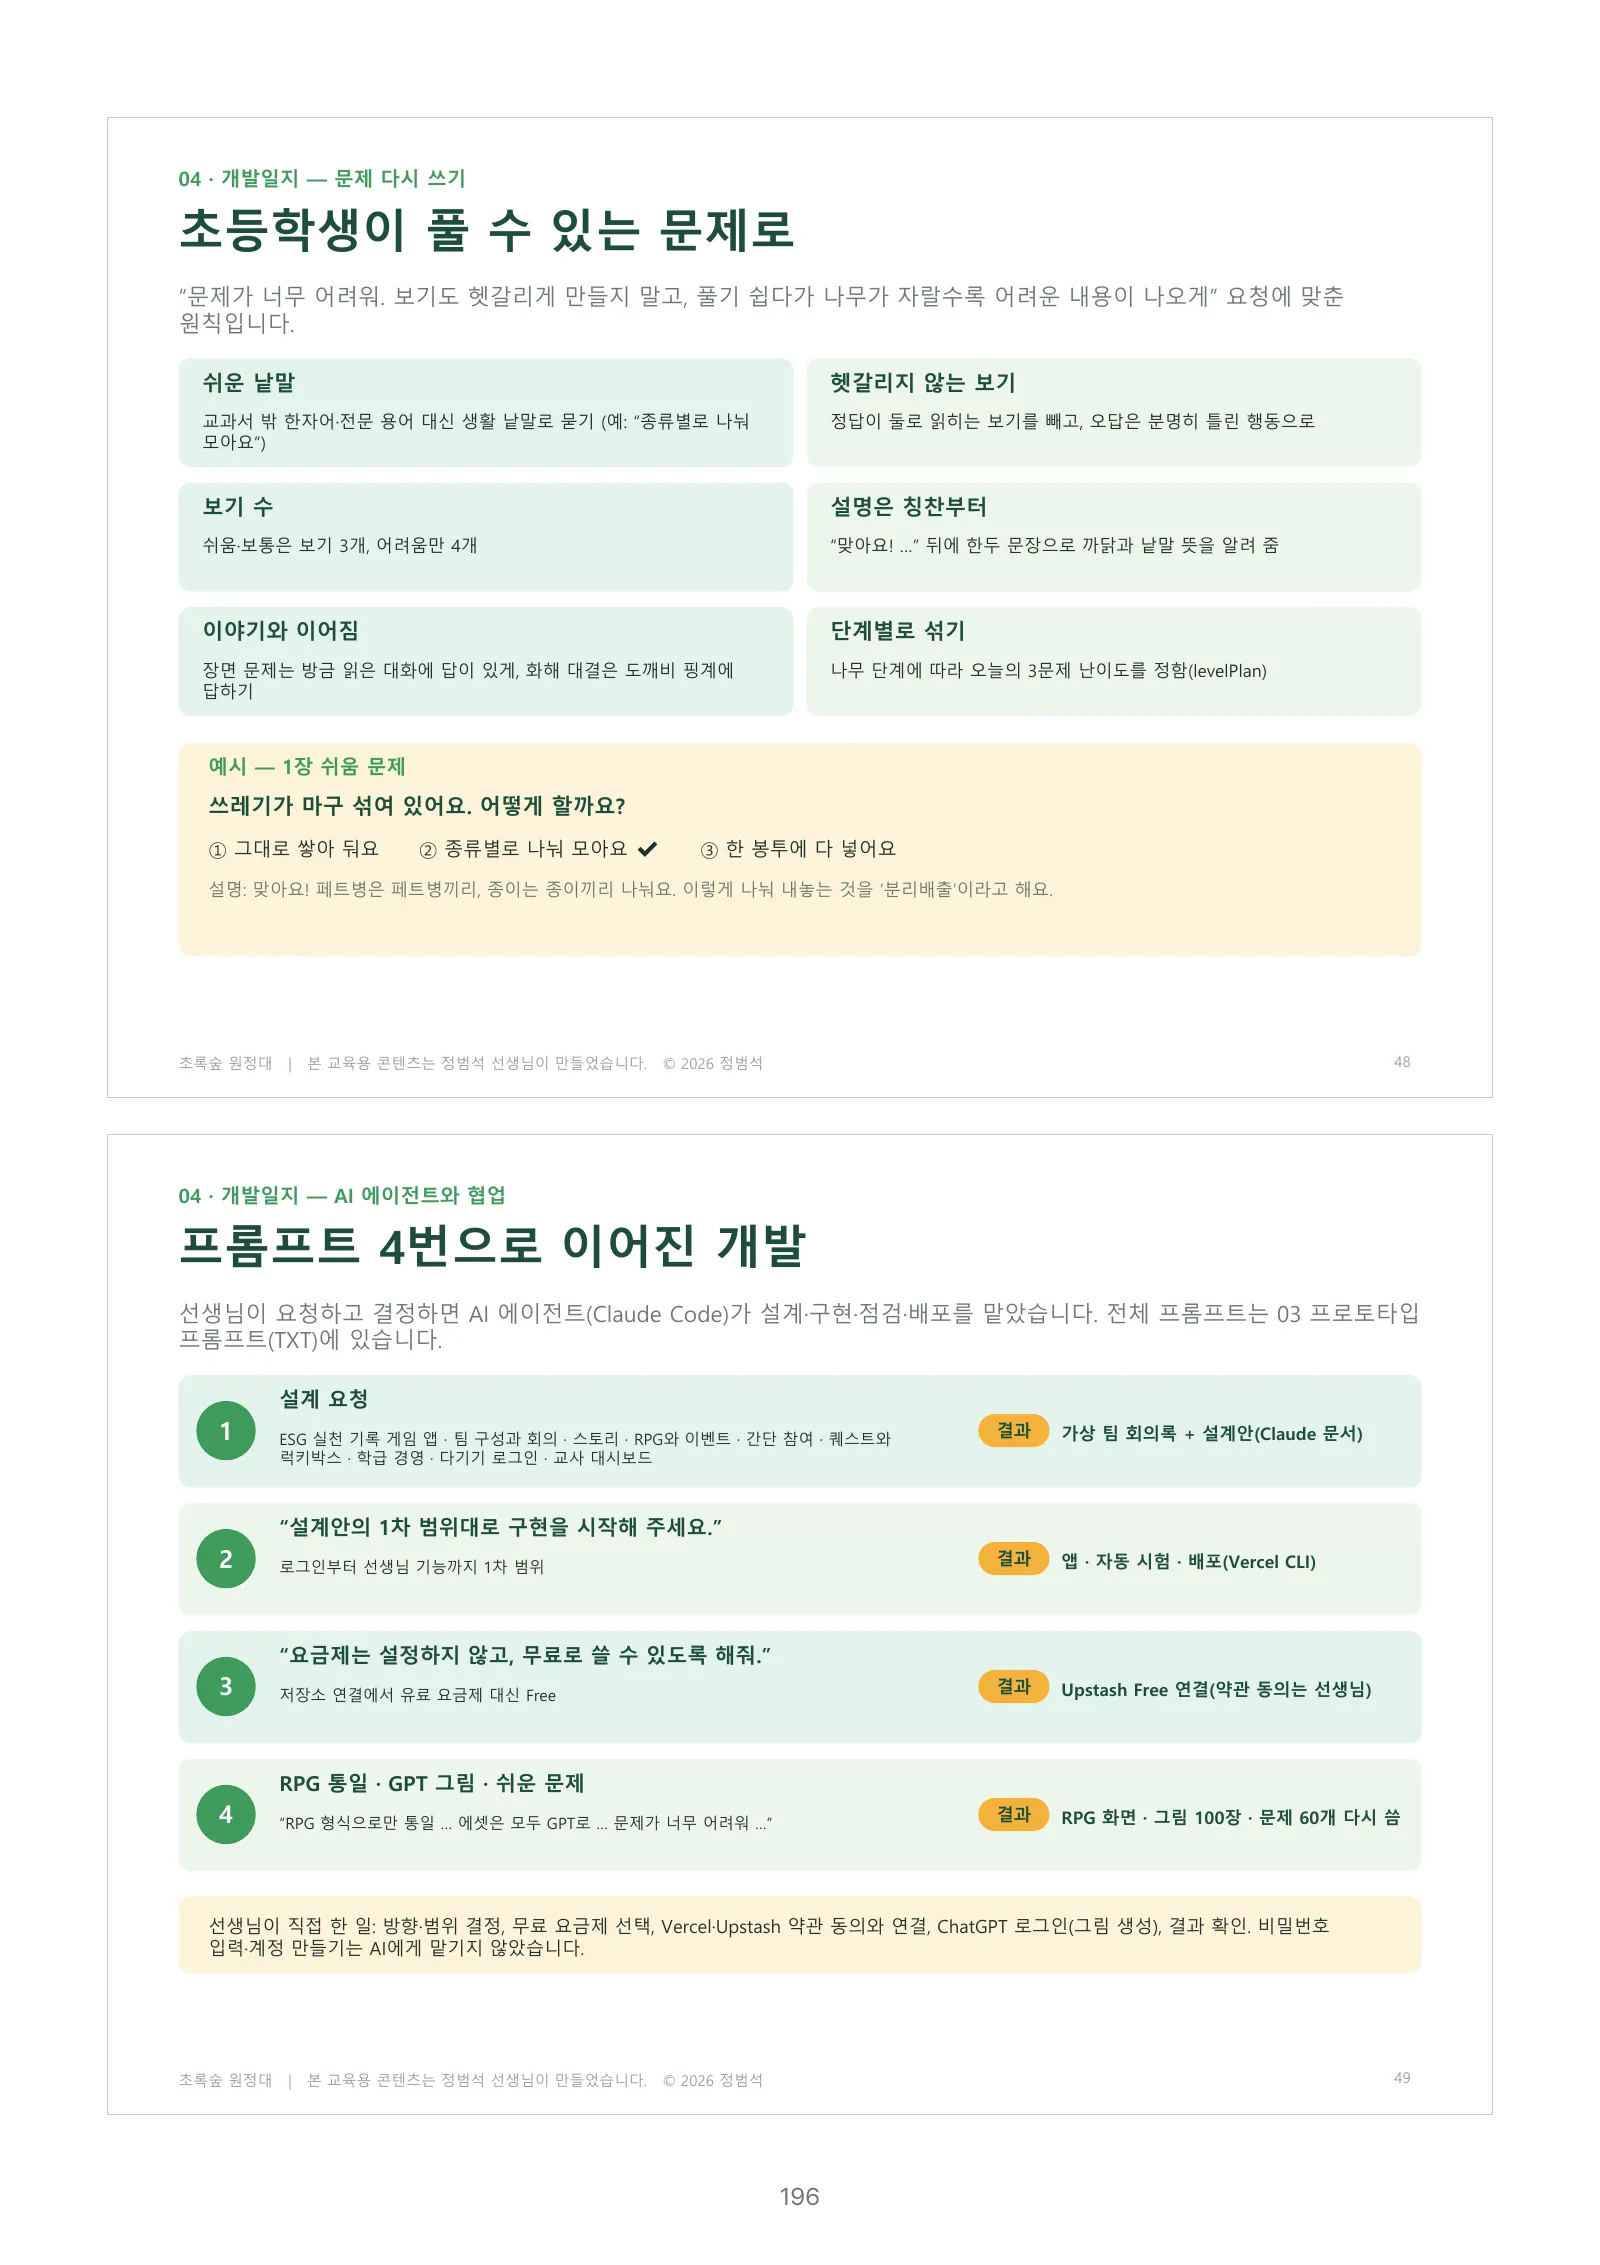 04 · 개발일지 — 문제 다시 쓰기
초등학생이 풀 수 있는 문제로
“문제가 너무 어려워. 보기도 헷갈리게 만들지 말고, 풀기 쉽다가 나무가 자랄수록 어려운 내용이 나오게” 요청에 맞춘
원칙입니다.
쉬운 낱말
교과서 밖 한자어·전문 용어 대신 생활 낱말로 묻기 (예: “종류별로 나눠
모아요”)
헷갈리지 않는 보기
정답이 둘로 읽히는 보기를 빼고, 오답은 분명히 틀린 행동으로
보기 수
쉬움·보통은 보기 3개, 어려움만 4개
설명은 칭찬부터
“맞아요! …” 뒤에 한두 문장으로 까닭과 낱말 뜻을 알려 줌
이야기와 이어짐
장면 문제는 방금 읽은 대화에 답이 있게, 화해 대결은 도깨비 핑계에
답하기
단계별로 섞기
나무 단계에 따라 오늘의 3문제 난이도를 정함(levelPlan)
예시 — 1장 쉬움 문제
쓰레기가 마구 섞여 있어요. 어떻게 할까요?
① 그대로 쌓아 둬요 ② 종류별로 나눠 모아요 ✔ ③ 한 봉투에 다 넣어요
설명: 맞아요! 페트병은 페트병끼리, 종이는 종이끼리 나눠요. 이렇게 나눠 내놓는 것을 ‘분리배출’이라고 해요.
초록숲 원정대 | 본 교육용 콘텐츠는 정범석 선생님이 만들었습니다. © 2026 정범석
48
04 · 개발일지 — AI 에이전트와 협업
프롬프트 4번으로 이어진 개발
선생님이 요청하고 결정하면 AI 에이전트(Claude Code)가 설계·구현·점검·배포를 맡았습니다. 전체 프롬프트는 03 프로토타입
프롬프트(TXT)에 있습니다.
1
설계 요청
ESG 실천 기록 게임 앱 · 팀 구성과 회의 · 스토리 · RPG와 이벤트 · 간단 참여 · 퀘스트와
럭키박스 · 학급 경영 · 다기기 로그인 · 교사 대시보드
결과 가상 팀 회의록 + 설계안(Claude 문서)
2
“설계안의 1차 범위대로 구현을 시작해 주세요.”
로그인부터 선생님 기능까지 1차 범위
결과 앱 · 자동 시험 · 배포(Vercel CLI)
3
“요금제는 설정하지 않고, 무료로 쓸 수 있도록 해줘.”
저장소 연결에서 유료 요금제 대신 Free
결과 Upstash Free 연결(약관 동의는 선생님)
4
RPG 통일 · GPT 그림 · 쉬운 문제
“RPG 형식으로만 통일 … 에셋은 모두 GPT로 … 문제가 너무 어려워 …”
결과 RPG 화면 · 그림 100장 · 문제 60개 다시 씀
선생님이 직접 한 일: 방향·범위 결정, 무료 요금제 선택, Vercel·Upstash 약관 동의와 연결, ChatGPT 로그인(그림 생성), 결과 확인. 비밀번호
입력·계정 만들기는 AI에게 맡기지 않았습니다.
초록숲 원정대 | 본 교육용 콘텐츠는 정범석 선생님이 만들었습니다. © 2026 정범석
49
196